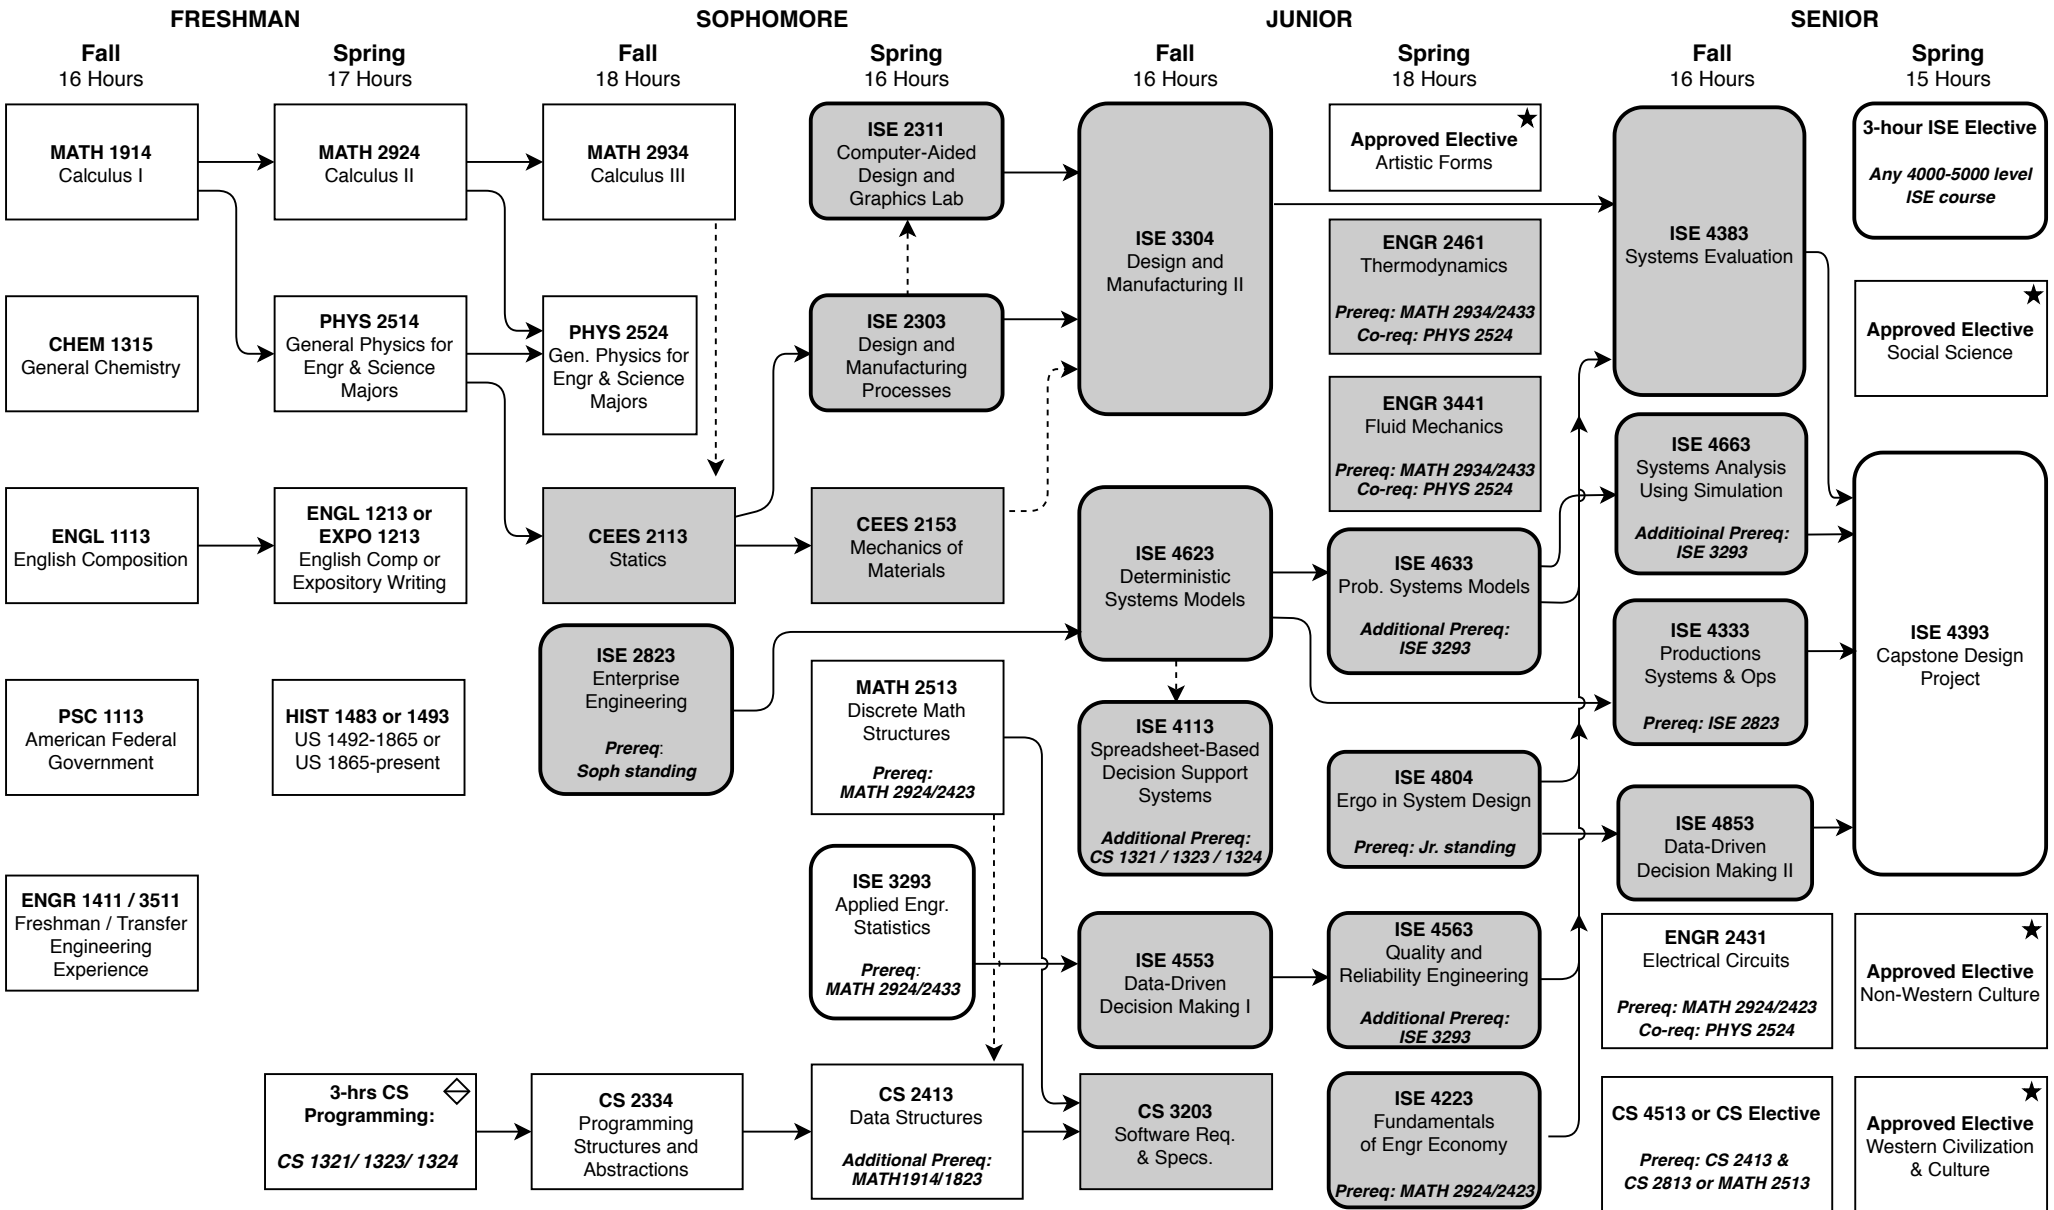 FRESHMAN
SOPHOMORE
JUNIOR
SENIOR
Fall
16 Hours
Spring
17 Hours
Fall
18 Hours
Spring
16 Hours
Fall
16 Hours
Spring
18 Hours
Fall
16 Hours
Spring
15 Hours
MATH 1914
Calculus I
CHEM 1315
General Chemistry
ENGL 1113
English Composition
PSC 1113
American Federal
Government
ENGR 1411 / 3511
Freshman / Transfer
Engineering
Experience
MATH 2924
Calculus II
PHYS 2514
General Physics for
Engr & Science
Majors
ENGL 1213 or
EXPO 1213
English Comp or
Expository Writing
HIST 1483 or 1493
US 1492-1865 or
US 1865-present
3-hrs CS
Programming:
CS 1321/ 1323/ 1324
MATH 2934
Calculus III
PHYS 2524
Gen. Physics for
Engr & Science
Majors
CEES 2113
Statics
ISE 2823
Enterprise
Engineering
Prereq:
Soph standing
CS 2334
Programming
Structures and
Abstractions
ISE 2311
Computer-Aided
Design and
Graphics Lab
ISE 2303
Design and
Manufacturing
Processes
CEES 2153
Mechanics of
Materials
MATH 2513
Discrete Math
Structures
Prereq:
MATH 2924/2423
ISE 3293
Applied Engr.
Statistics
Prereq:
MATH 2924/2433
CS 2413
Data Structures
Additional Prereq:
MATH1914/1823
ISE 3304
Design and
Manufacturing II
ISE 4623
Deterministic
Systems Models
ISE 4113
Spreadsheet-Based
Decision Support
Systems
Additional Prereq:
CS 1321 / 1323 / 1324
ISE 4553
Data-Driven
Decision Making I
CS 3203
Software Req.
& Specs.
Approved Elective
Artistic Forms
ENGR 2461
Thermodynamics
Prereq: MATH 2934/2433
Co-req: PHYS 2524
ENGR 3441
Fluid Mechanics
Prereq: MATH 2934/2433
Co-req: PHYS 2524
ISE 4633
Prob. Systems Models
Additional Prereq:
ISE 3293
ISE 4804
Ergo in System Design
Prereq: Jr. standing
ISE 4563
Quality and
Reliability Engineering
Additional Prereq:
ISE 3293
ISE 4223
Fundamentals
of Engr Economy
Prereq: MATH 2924/2423
ISE 4383
Systems Evaluation
ISE 4663
Systems Analysis
Using Simulation
Additioinal Prereq:
ISE 3293
ISE 4333
Productions
Systems & Ops
Prereq: ISE 2823
ISE 4853
Data-Driven
Decision Making II
ENGR 2431
Electrical Circuits
Prereq: MATH 2924/2423
Co-req: PHYS 2524
CS 4513 or CS Elective
Prereq: CS 2413 &
CS 2813 or MATH 2513
3-hour ISE Elective
Any 4000-5000 level
ISE course
Approved Elective
Social Science
ISE 4393
Capstone Design
Project
Approved Elective
Non-Western Culture
Approved Elective
Western Civilization
& Culture